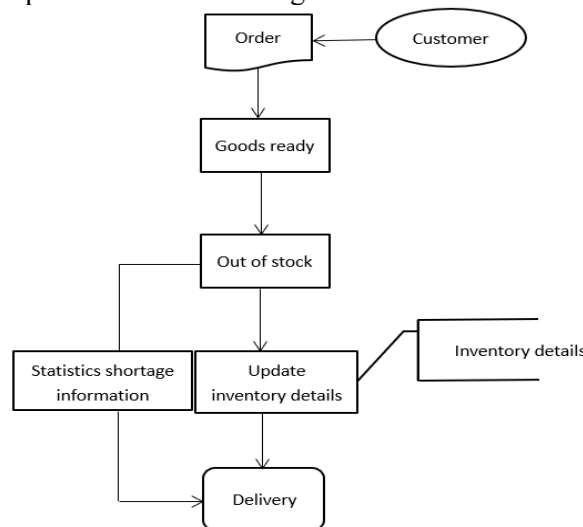 Order
Customer
Goods ready
Out of stock
Statistics shortage
information
Update
inventory details
Inventory details
Delivery